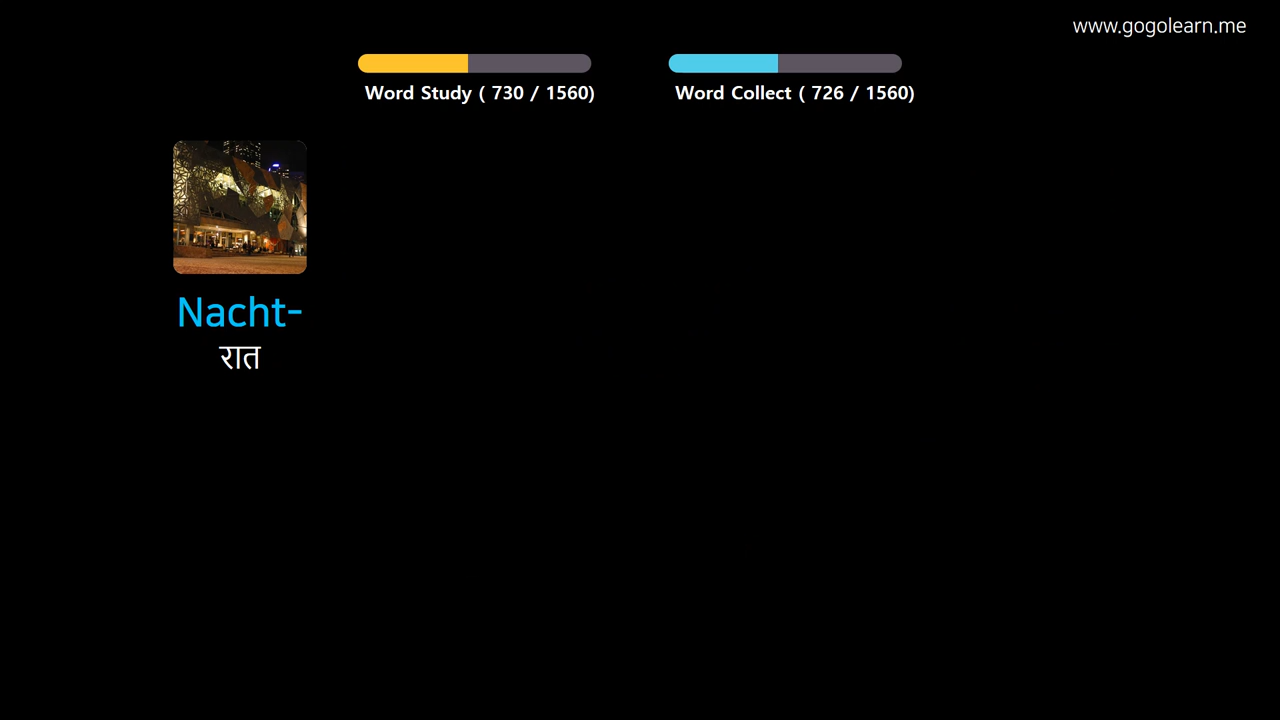 www.gogolearn.me
Word Study ( 730 / 1560)
Word Collect ( 726 / 1560)
Nacht-
रात